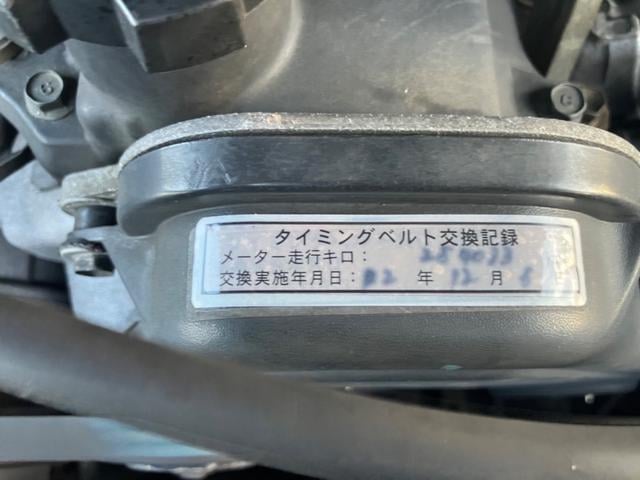 タイミングベルト交換記録
メーター走行キロ:
交換実施年月日: 2 年 12 月